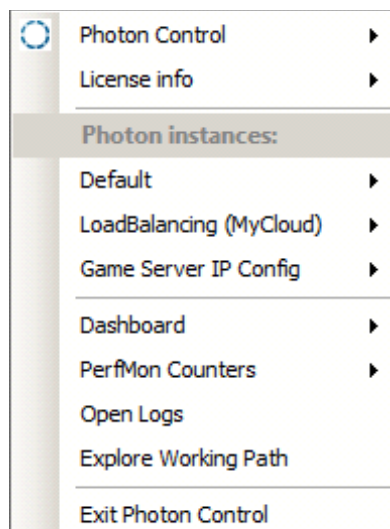 Photon Control
License info
Photon instances:
Default
LoadBalancing (MyCloud)
Game Server IP Config
Dashboard
PerfMon Counters
Open Logs
Explore Working Path
Exit Photon Control